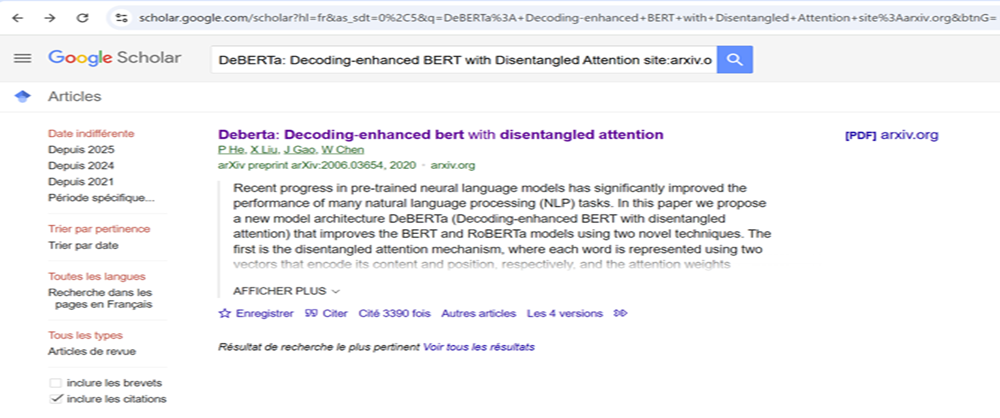 scholar.google.com/scholar?hl=fr&as_sdt=0%2C5&q=DeBERTa%3A+Decoding-enhanced+BERT+with+Disentangled+Attention+site%3Aarxiv.org&btnG=
Google Scholar
DeBERTa: Decoding-enhanced BERT with Disentangled Attention site:arxiv.o
Articles
Date indifférente
Depuis 2025
Depuis 2024
Depuis 2021
Période spécifique...
Trier par pertinence
Trier par date
Toutes les langues
Recherche dans les
pages en Français
Tous les types
Articles de revue
inclure les brevets
inclure les citations
Deberta: Decoding-enhanced bert with disentangled attention
P He, X Liu, J Gao, W Chen
arXiv preprint arXiv:2006.03654, 2020 • arxiv.org
Recent progress in pre-trained neural language models has significantly improved the
performance of many natural language processing (NLP) tasks. In this paper we propose
a new model architecture DeBERTa (Decoding-enhanced BERT with disentangled
attention) that improves the BERT and RoBERTa models using two novel techniques. The
first is the disentangled attention mechanism, where each word is represented using two
vectors that encode its content and position, respectively, and the attention weights
AFFICHER PLUS
Enregistrer Citer Cité 3390 fois Autres articles Les 4 versions
Résultat de recherche le plus pertinent Voir tous les résultats
[PDF] arxiv.org